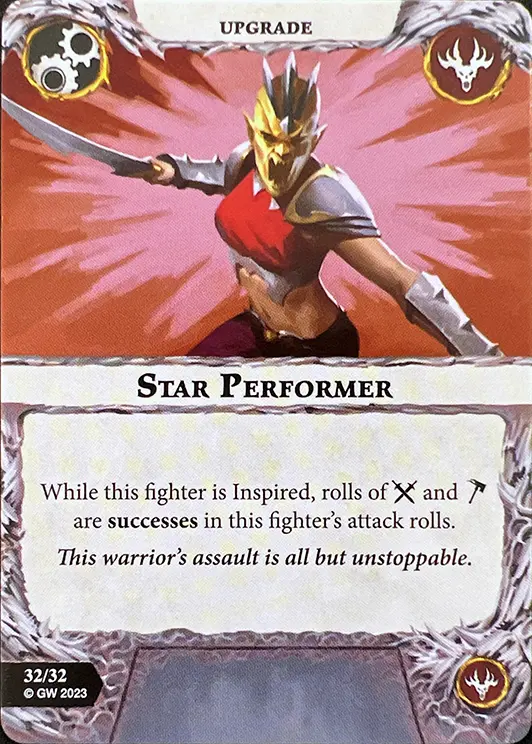 UPGRADE
STAR PERFORMER
While this fighter is Inspired, rolls of and
are successes in this fighter's attack rolls.
This warrior's assault is all but unstoppable.
32/32
© GW 2023